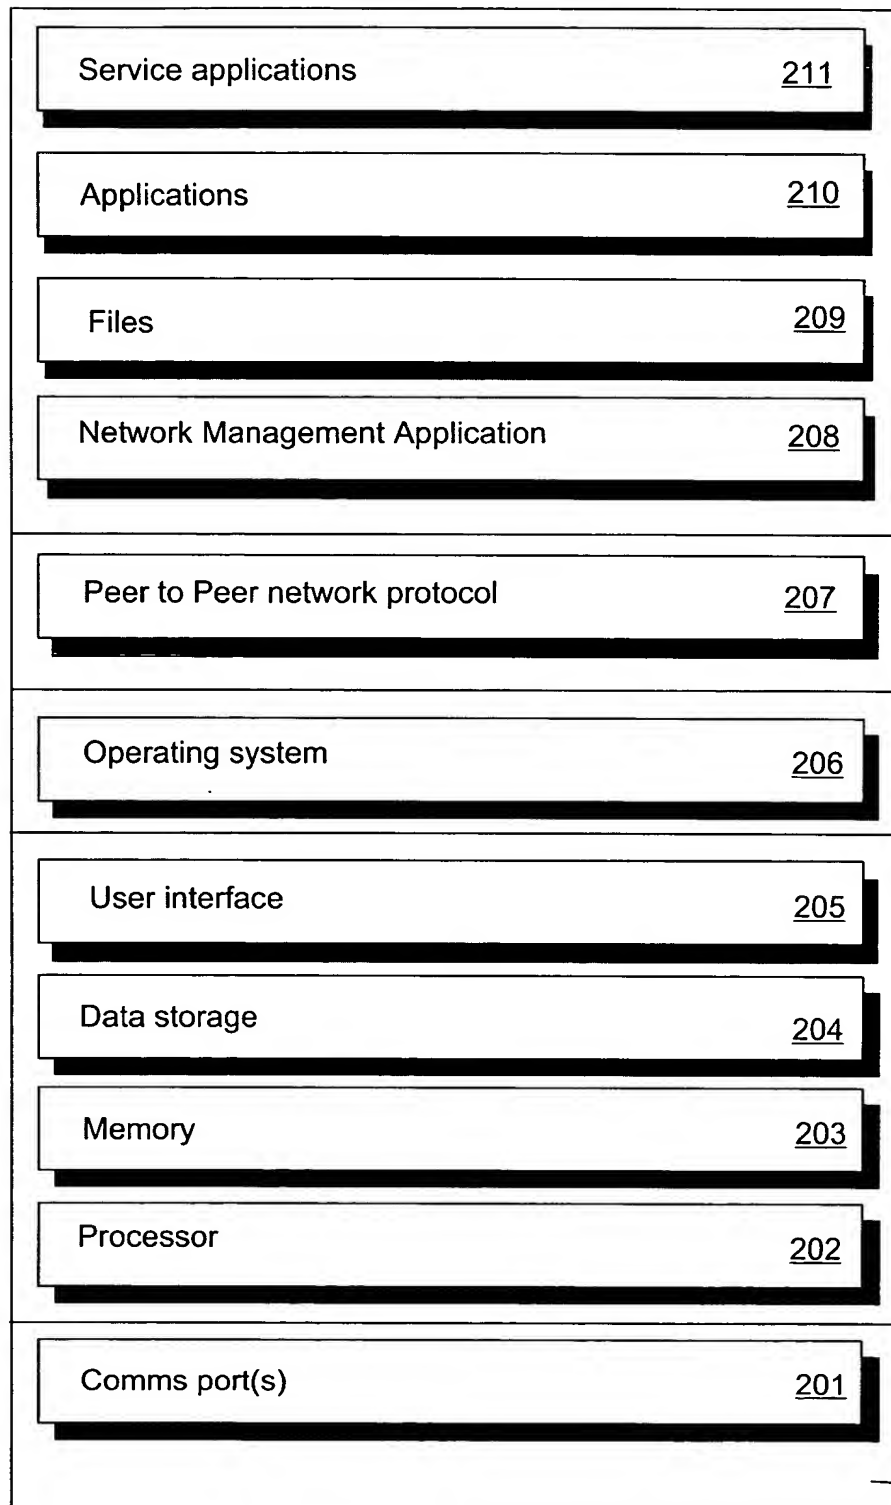 Service applications 211
Applications 210
Files 209
Network Management Application 208
Peer to Peer network protocol 207
Operating system 206
User interface 205
Data storage 204
Memory 203
Processor 202
Comms port(s) 201